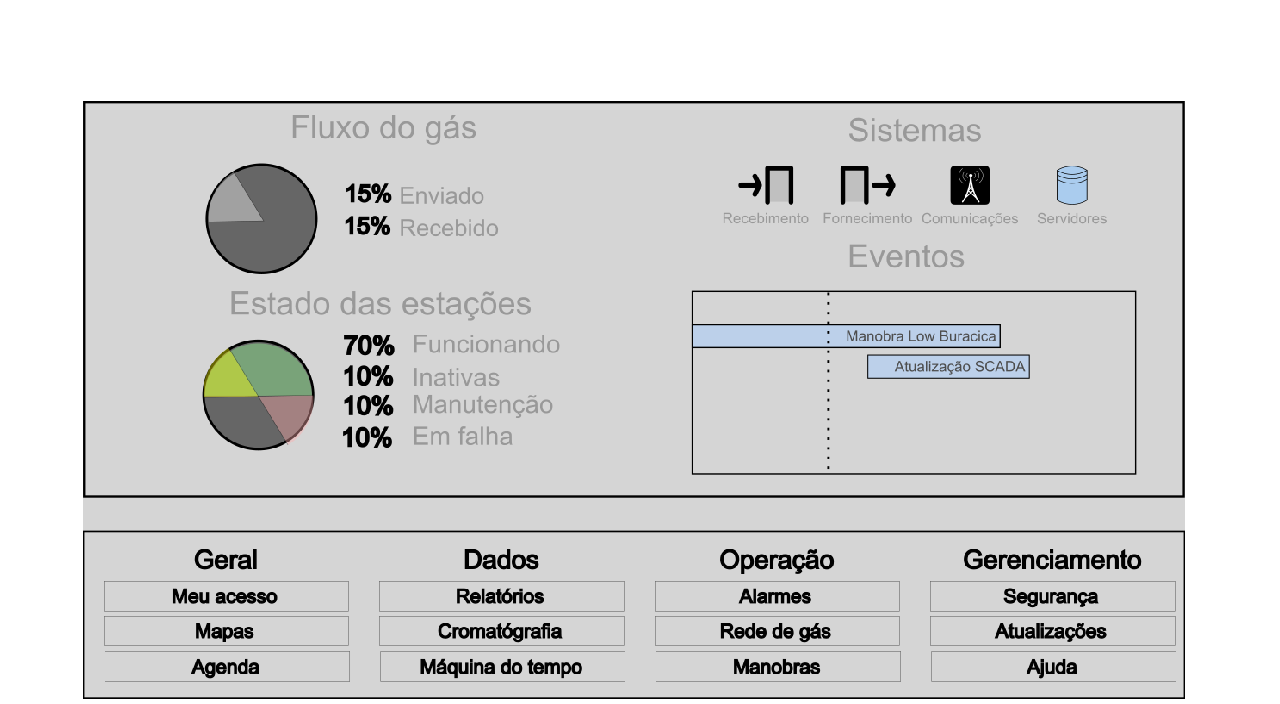 Fluxo do gás
15% Enviado
15% Recebido
Estado das estações
70% Funcionando
10% Inativas
10% Manutenção
10% Em falha
Sistemas
Recebimento Fornecimento Comunicações Servidores
Eventos
Manobra Low Buracica
Atualização SCADA
Geral Dados Operação Gerenciamento
Meu acesso Relatórios Alarmes Segurança
Mapas Cromatógrafia Rede de gás Atualizações
Agenda Máquina do tempo Manobras Ajuda